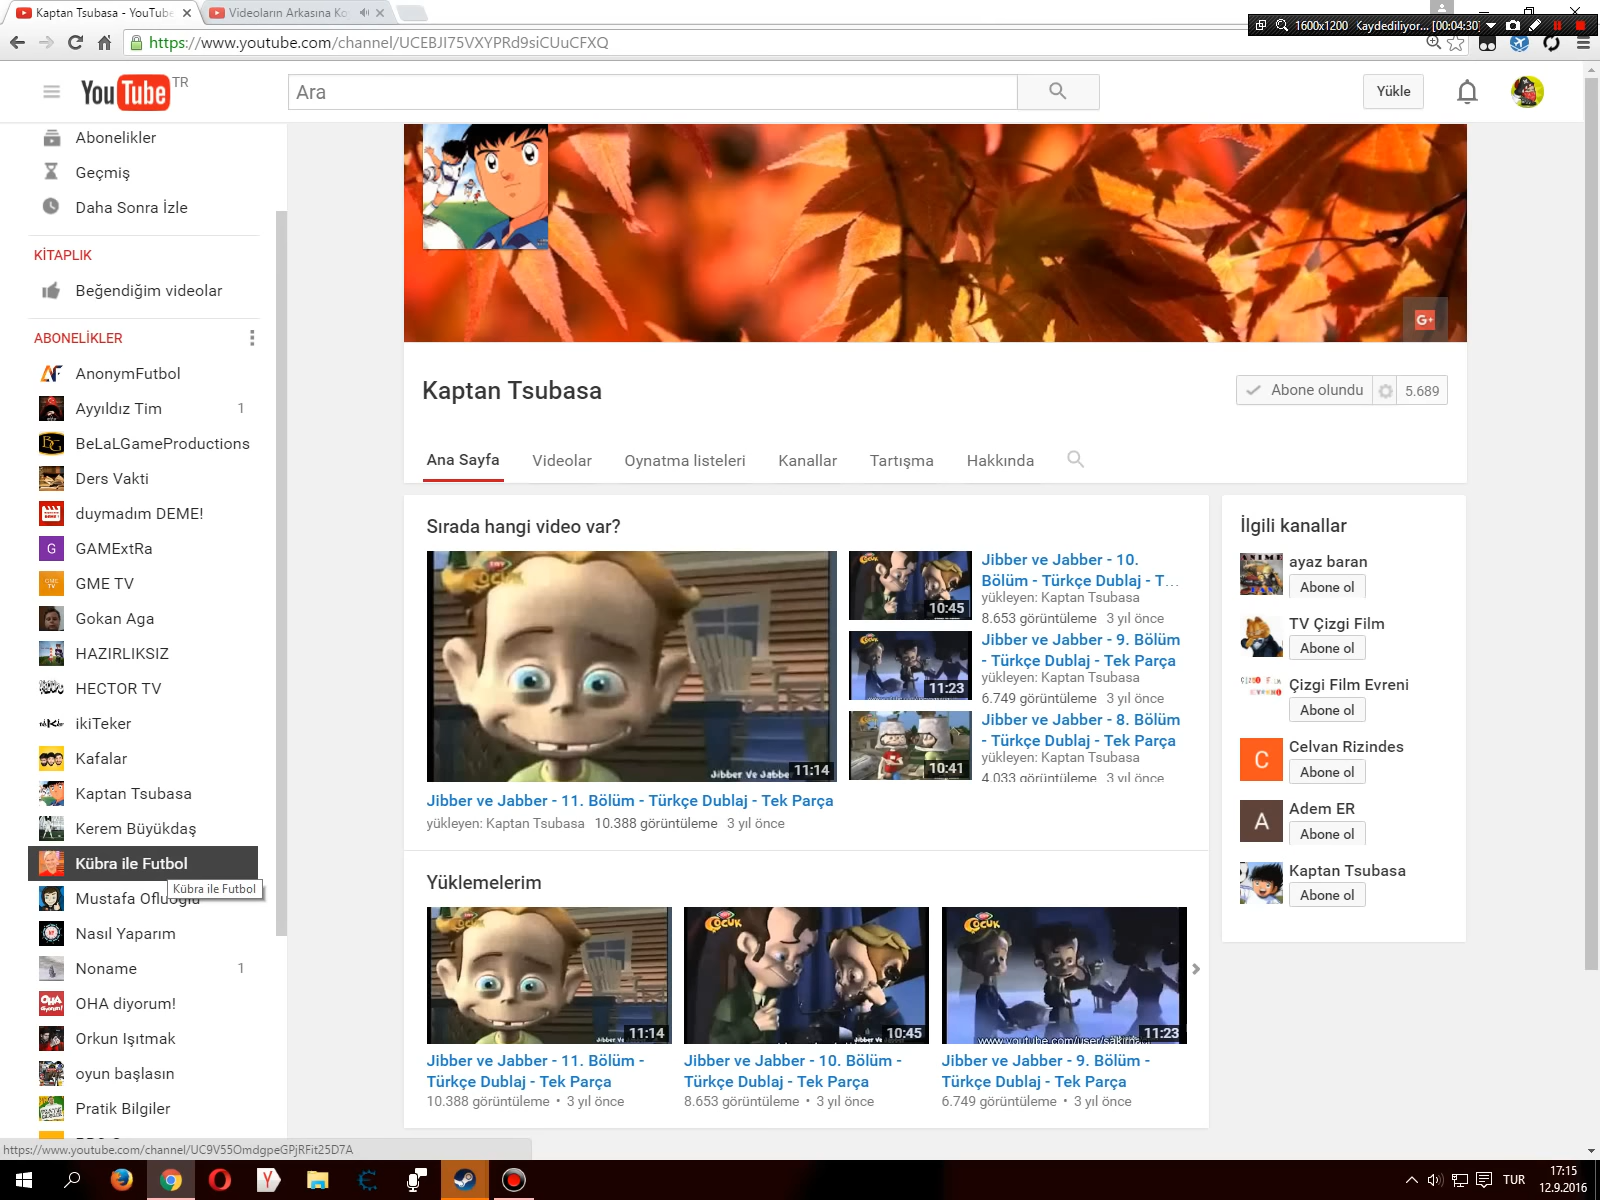 Kaptan Tsubasa - YouTube
Videoların Arkasına Ko
1600x1200 Kaydediliyor... [00:04:30]
https://www.youtube.com/channel/UCEBJI75VXYPRd9siCUuCFXQ
YouTube TR
Ara
Yükle
Abonelikler
Geçmiş
Daha Sonra İzle
KİTAPLIK
Beğendiğim videolar
ABONELİKLER
AnonymFutbol
Ayyıldız Tim 1
BeLaLGameProductions
Ders Vakti
duymadım DEME!
G GAMExtRa
GME TV
Gokan Aga
HAZIRLIKSIZ
HECTOR TV
ikiTeker
Kafalar
Kaptan Tsubasa
Kerem Büyükdaş
Kübra ile Futbol
Kübra ile Futbol
Mustafa Ofluoğlu
Nasıl Yaparım
Noname 1
OHA diyorum!
Orkun Işıtmak
oyun başlasın
Pratik Bilgiler
G+
Kaptan Tsubasa
Abone olundu 5.689
Ana Sayfa Videolar Oynatma listeleri Kanallar Tartışma Hakkında
Sırada hangi video var?
ÇOCUK
Jibber ve Jabber
11:14
Jibber ve Jabber - 11. Bölüm - Türkçe Dublaj - Tek Parça
yükleyen: Kaptan Tsubasa 10.388 görüntüleme 3 yıl önce
10:45
Jibber ve Jabber - 10.
Bölüm - Türkçe Dublaj - T...
yükleyen: Kaptan Tsubasa
8.653 görüntüleme 3 yıl önce
11:23
Jibber ve Jabber - 9. Bölüm
- Türkçe Dublaj - Tek Parça
yükleyen: Kaptan Tsubasa
6.749 görüntüleme 3 yıl önce
10:41
Jibber ve Jabber - 8. Bölüm
- Türkçe Dublaj - Tek Parça
yükleyen: Kaptan Tsubasa
4.033 görüntüleme 3 yıl önce
Yüklemelerim
ÇOCUK
11:14
Jibber ve Jabber - 11. Bölüm -
Türkçe Dublaj - Tek Parça
10.388 görüntüleme • 3 yıl önce
ÇOCUK
10:45
Jibber ve Jabber - 10. Bölüm -
Türkçe Dublaj - Tek Parça
8.653 görüntüleme • 3 yıl önce
ÇOCUK
11:23
Jibber ve Jabber - 9. Bölüm -
Türkçe Dublaj - Tek Parça
6.749 görüntüleme • 3 yıl önce
İlgili kanallar
ayaz baran
Abone ol
TV Çizgi Film
Abone ol
Çizgi Film Evreni
Abone ol
C Celvan Rizindes
Abone ol
A Adem ER
Abone ol
Kaptan Tsubasa
Abone ol
https://www.youtube.com/channel/UC9V55OmdgpeGPjRFit25D7A
TUR
17:15
12.9.2016